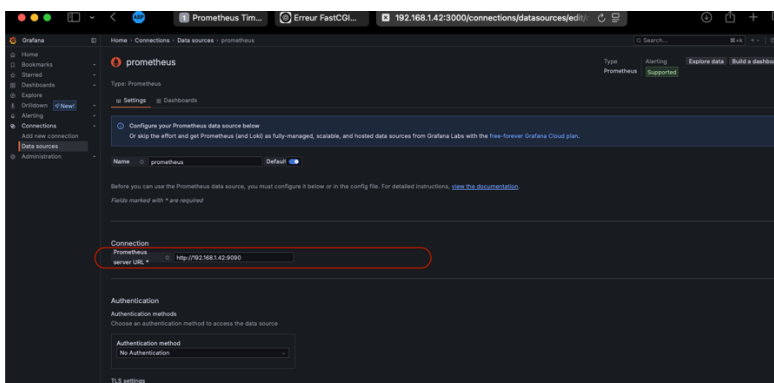 ABP
1 Prometheus Tim...
Erreur FastCGI...
192.168.1.42:3000/connections/datasources/edit/
Grafana
Home › Connections › Data sources › prometheus
Search...
⌘+k
Home
Bookmarks
Starred
Dashboards
Explore
Drilldown New!
Alerting
Connections
Add new connection
Data sources
Administration
prometheus
Type
Prometheus
Alerting
Supported
Explore data
Build a dashbo
Type: Prometheus
Settings
Dashboards
Configure your Prometheus data source below
Or skip the effort and get Prometheus (and Loki) as fully-managed, scalable, and hosted data sources from Grafana Labs with the free-forever Grafana Cloud plan.
Name prometheus Default
Before you can use the Prometheus data source, you must configure it below or in the config file. For detailed instructions, view the documentation.
Fields marked with * are required
Connection
Prometheus
server URL * http://192.168.1.42:9090
Authentication
Authentication methods
Choose an authentication method to access the data source
Authentication method
No Authentication
TLS settings